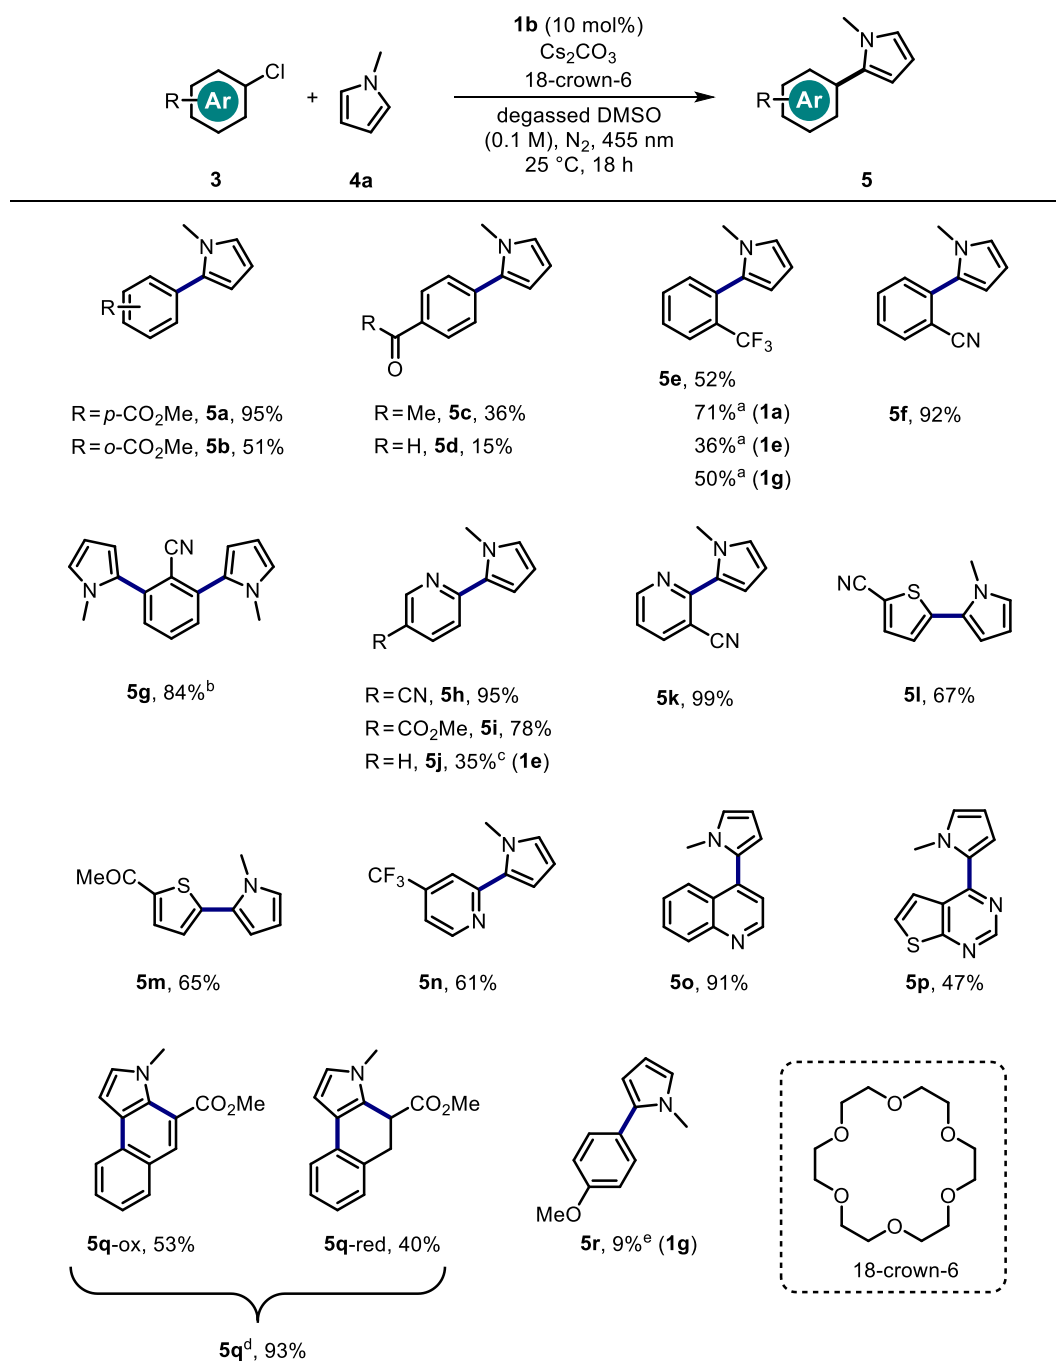 1b (10 mol%)
Cs2CO3
18-crown-6
R Ar Cl + N
degassed DMSO
(0.1 M), N2, 455 nm
25 °C, 18 h
R Ar N
3 4a 5
R N
R = p-CO2Me, 5a, 95%
R = o-CO2Me, 5b, 51%
R O N
R = Me, 5c, 36%
R = H, 5d, 15%
N CF3
5e, 52%
71%a (1a)
36%a (1e)
50%a (1g)
N CN
5f, 92%
N CN N
5g, 84%b
N R N
R = CN, 5h, 95%
R = CO2Me, 5i, 78%
R = H, 5j, 35%c (1e)
N N CN
5k, 99%
NC S N
5l, 67%
MeOC S N
5m, 65%
CF3 N N
5n, 61%
N N
5o, 91%
N S N N
5p, 47%
N CO2Me
5q-ox, 53%
N CO2Me
5q-red, 40%
5qd, 93%
N MeO
5r, 9%e (1g)
O O O O O O
18-crown-6